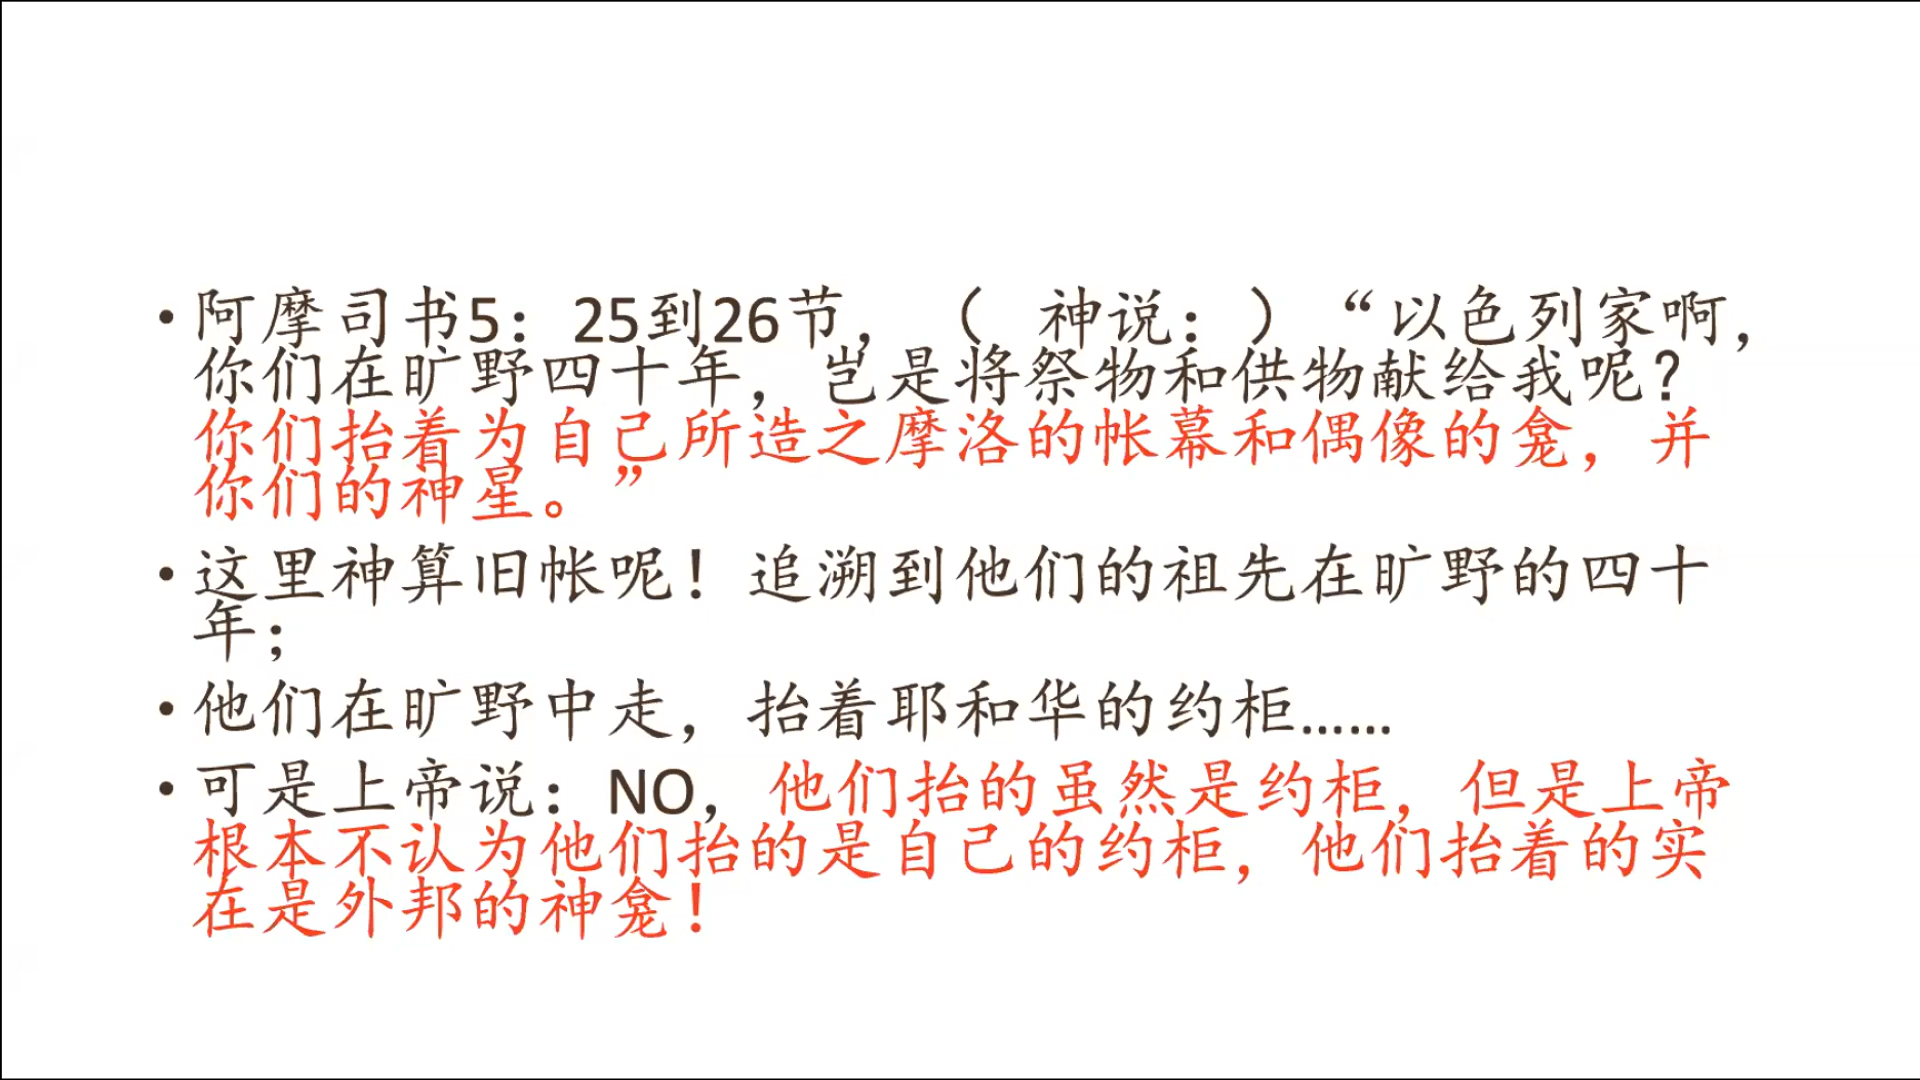 • 阿摩司书5：25到26节，（ 神说：）“以色列家啊，
你们在旷野四十年，岂是将祭物和供物献给我呢？
你们抬着为自己所造之摩洛的帐幕和偶像的龛，并
你们的神星。”
• 这里神算旧帐呢！追溯到他们的祖先在旷野的四十
年；
• 他们在旷野中走，抬着耶和华的约柜……
• 可是上帝说：NO，他们抬的虽然是约柜，但是上帝
根本不认为他们抬的是自己的约柜，他们抬着的实
在是外邦的神龛！